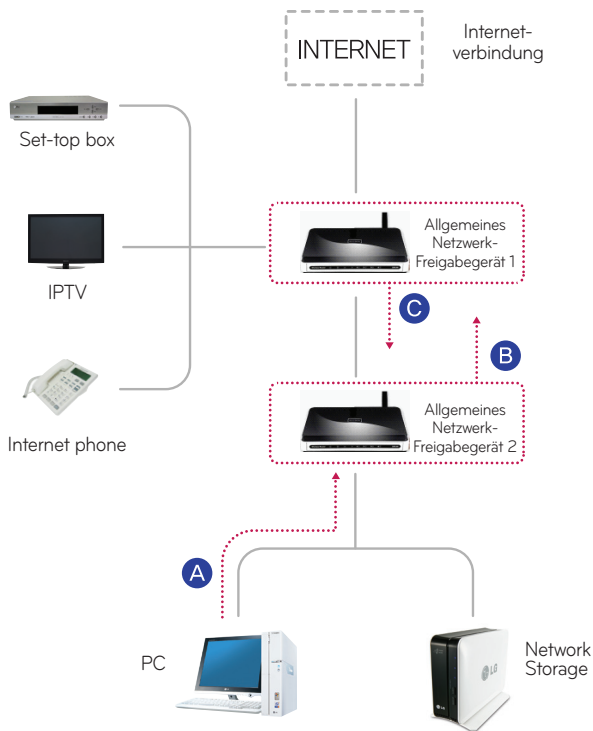 INTERNET
Internet-
verbindung
Set-top box
Allgemeines
Netzwerk-
Freigabegerät 1
IPTV
C
B
Allgemeines
Netzwerk-
Freigabegerät 2
Internet phone
A
PC
LG
Network
Storage